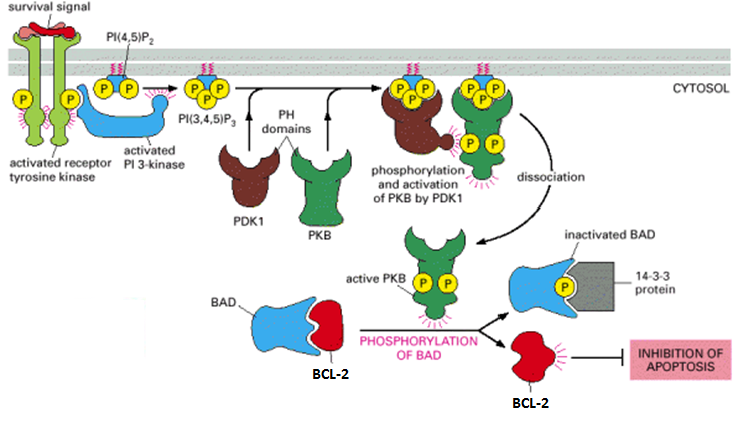 survival signal
PI(4,5)P2
P P
P P
P P P
P P P
P P P
CYTOSOL
PI(3,4,5)P3
PH
domains
activated
PI 3-kinase
activated receptor
tyrosine kinase
P P
phosphorylation
and activation
of PKB by PDK1
dissociation
PDK1
PKB
inactivated BAD
active PKB
P P
P
14-3-3
protein
BAD
PHOSPHORYLATION
OF BAD
INHIBITION OF
APOPTOSIS
BCL-2
BCL-2